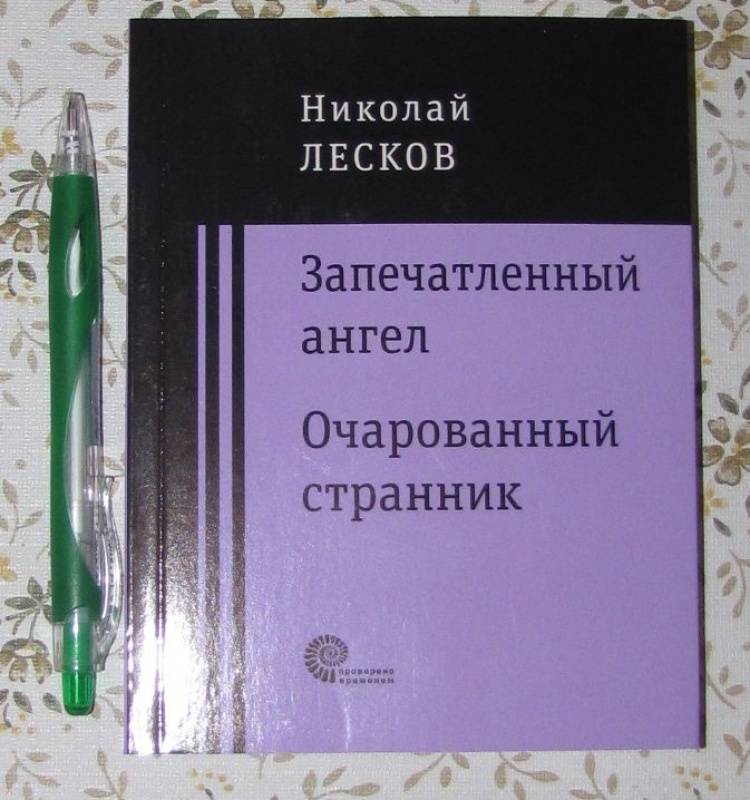 Николай
ЛЕСКОВ
Запечатленный
ангел
Очарованный
странник
проверено
временем